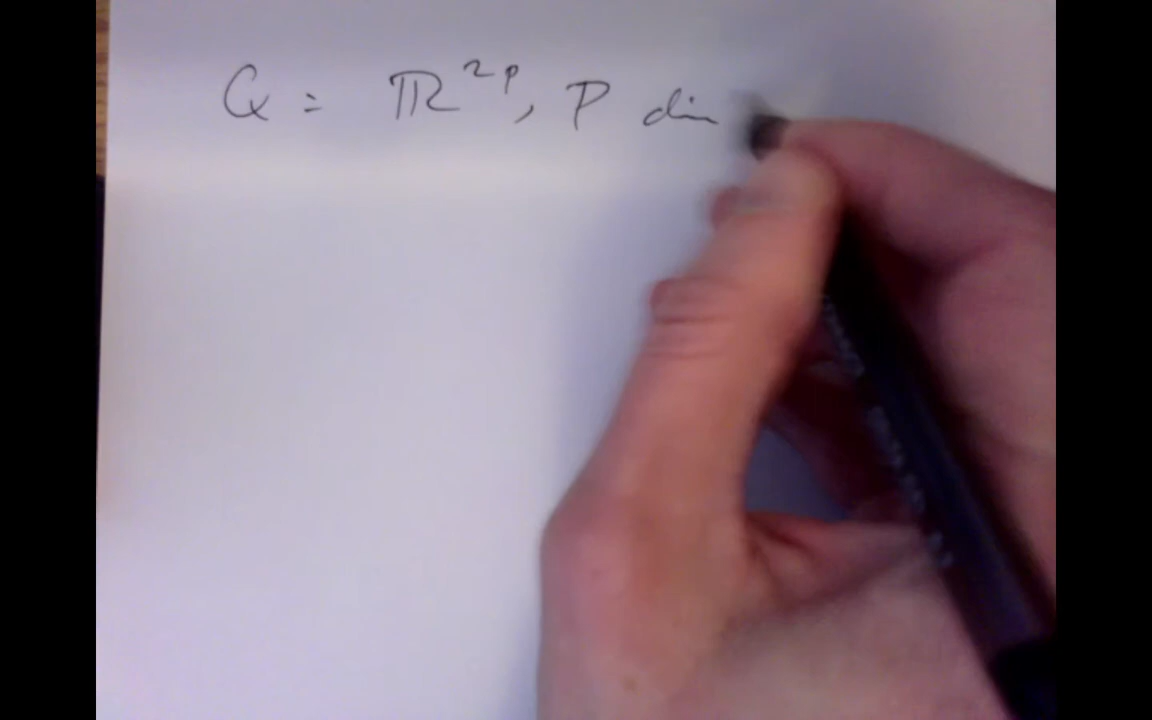 Q = ℝ^{2p}, P dim